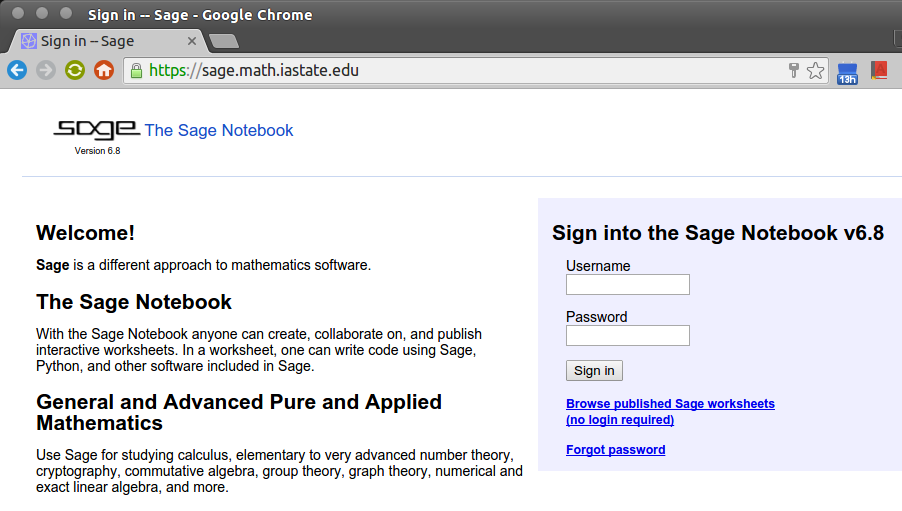 Sign in -- Sage - Google Chrome
Sign in -- Sage
https://sage.math.iastate.edu
13h
sage The Sage Notebook
Version 6.8
Welcome!
Sage is a different approach to mathematics software.
The Sage Notebook
With the Sage Notebook anyone can create, collaborate on, and publish
interactive worksheets. In a worksheet, one can write code using Sage,
Python, and other software included in Sage.
General and Advanced Pure and Applied
Mathematics
Use Sage for studying calculus, elementary to very advanced number theory,
cryptography, commutative algebra, group theory, graph theory, numerical and
exact linear algebra, and more.
Sign into the Sage Notebook v6.8
Username
Password
Sign in
Browse published Sage worksheets
(no login required)
Forgot password